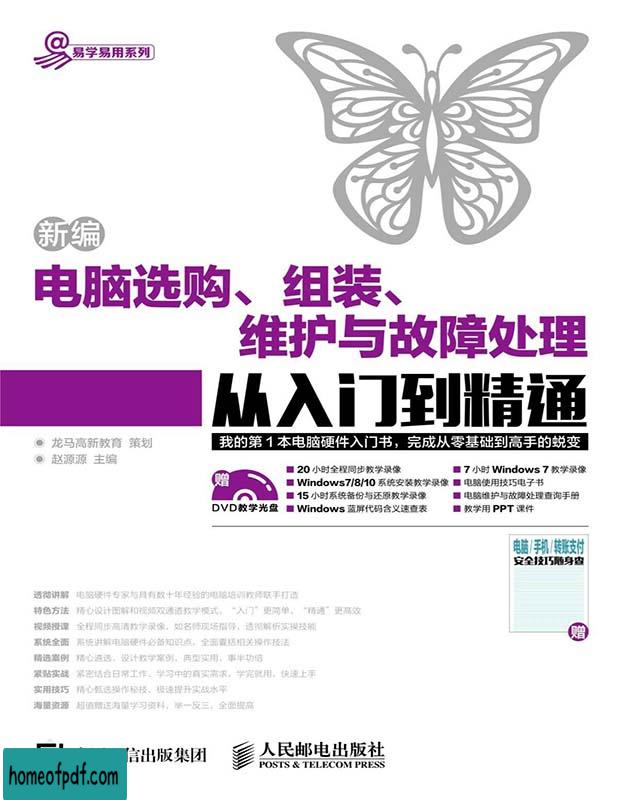 @易学易用系列
新编
电脑选购、组装、
维护与故障处理
从入门到精通
龙马高新教育 策划
赵源源 主编
我的第1本电脑硬件入门书，完成从零基础到高手的蜕变
赠
DVD教学光盘
20小时全程同步教学录像
Windows7/8/10系统安装教学录像
15小时系统备份与还原教学录像
Windows蓝屏代码含义速查表
7小时Windows 7教学录像
电脑使用技巧电子书
电脑维护与故障处理查询手册
教学用PPT课件
电脑/手机/转账支付
安全技巧随身查
赠
透彻讲解 电脑硬件专家与具有数十年经验的电脑培训教师联手打造
特色方法 精心设计图解和视频双通道教学模式，“入门”更简单，“精通”更高效
视频授课 全程同步高清教学录像，如名师现场指导，透彻解析实操技能
系统全面 系统讲解电脑硬件必备知识点，全面囊括相关操作技法
精选案例 精心遴选、设计教学案例，典型实用，事半功倍
紧贴实战 紧密结合日常工作、学习中的真实需求，学完就用，快速上手
实用技巧 精心甄选操作秘技，极速提升实战水平
海量资源 超值赠送海量学习资料，举一反三，全面提高
信出版集团
人民邮电出版社
POSTS & TELECOM PRESS
homeofpdf.com